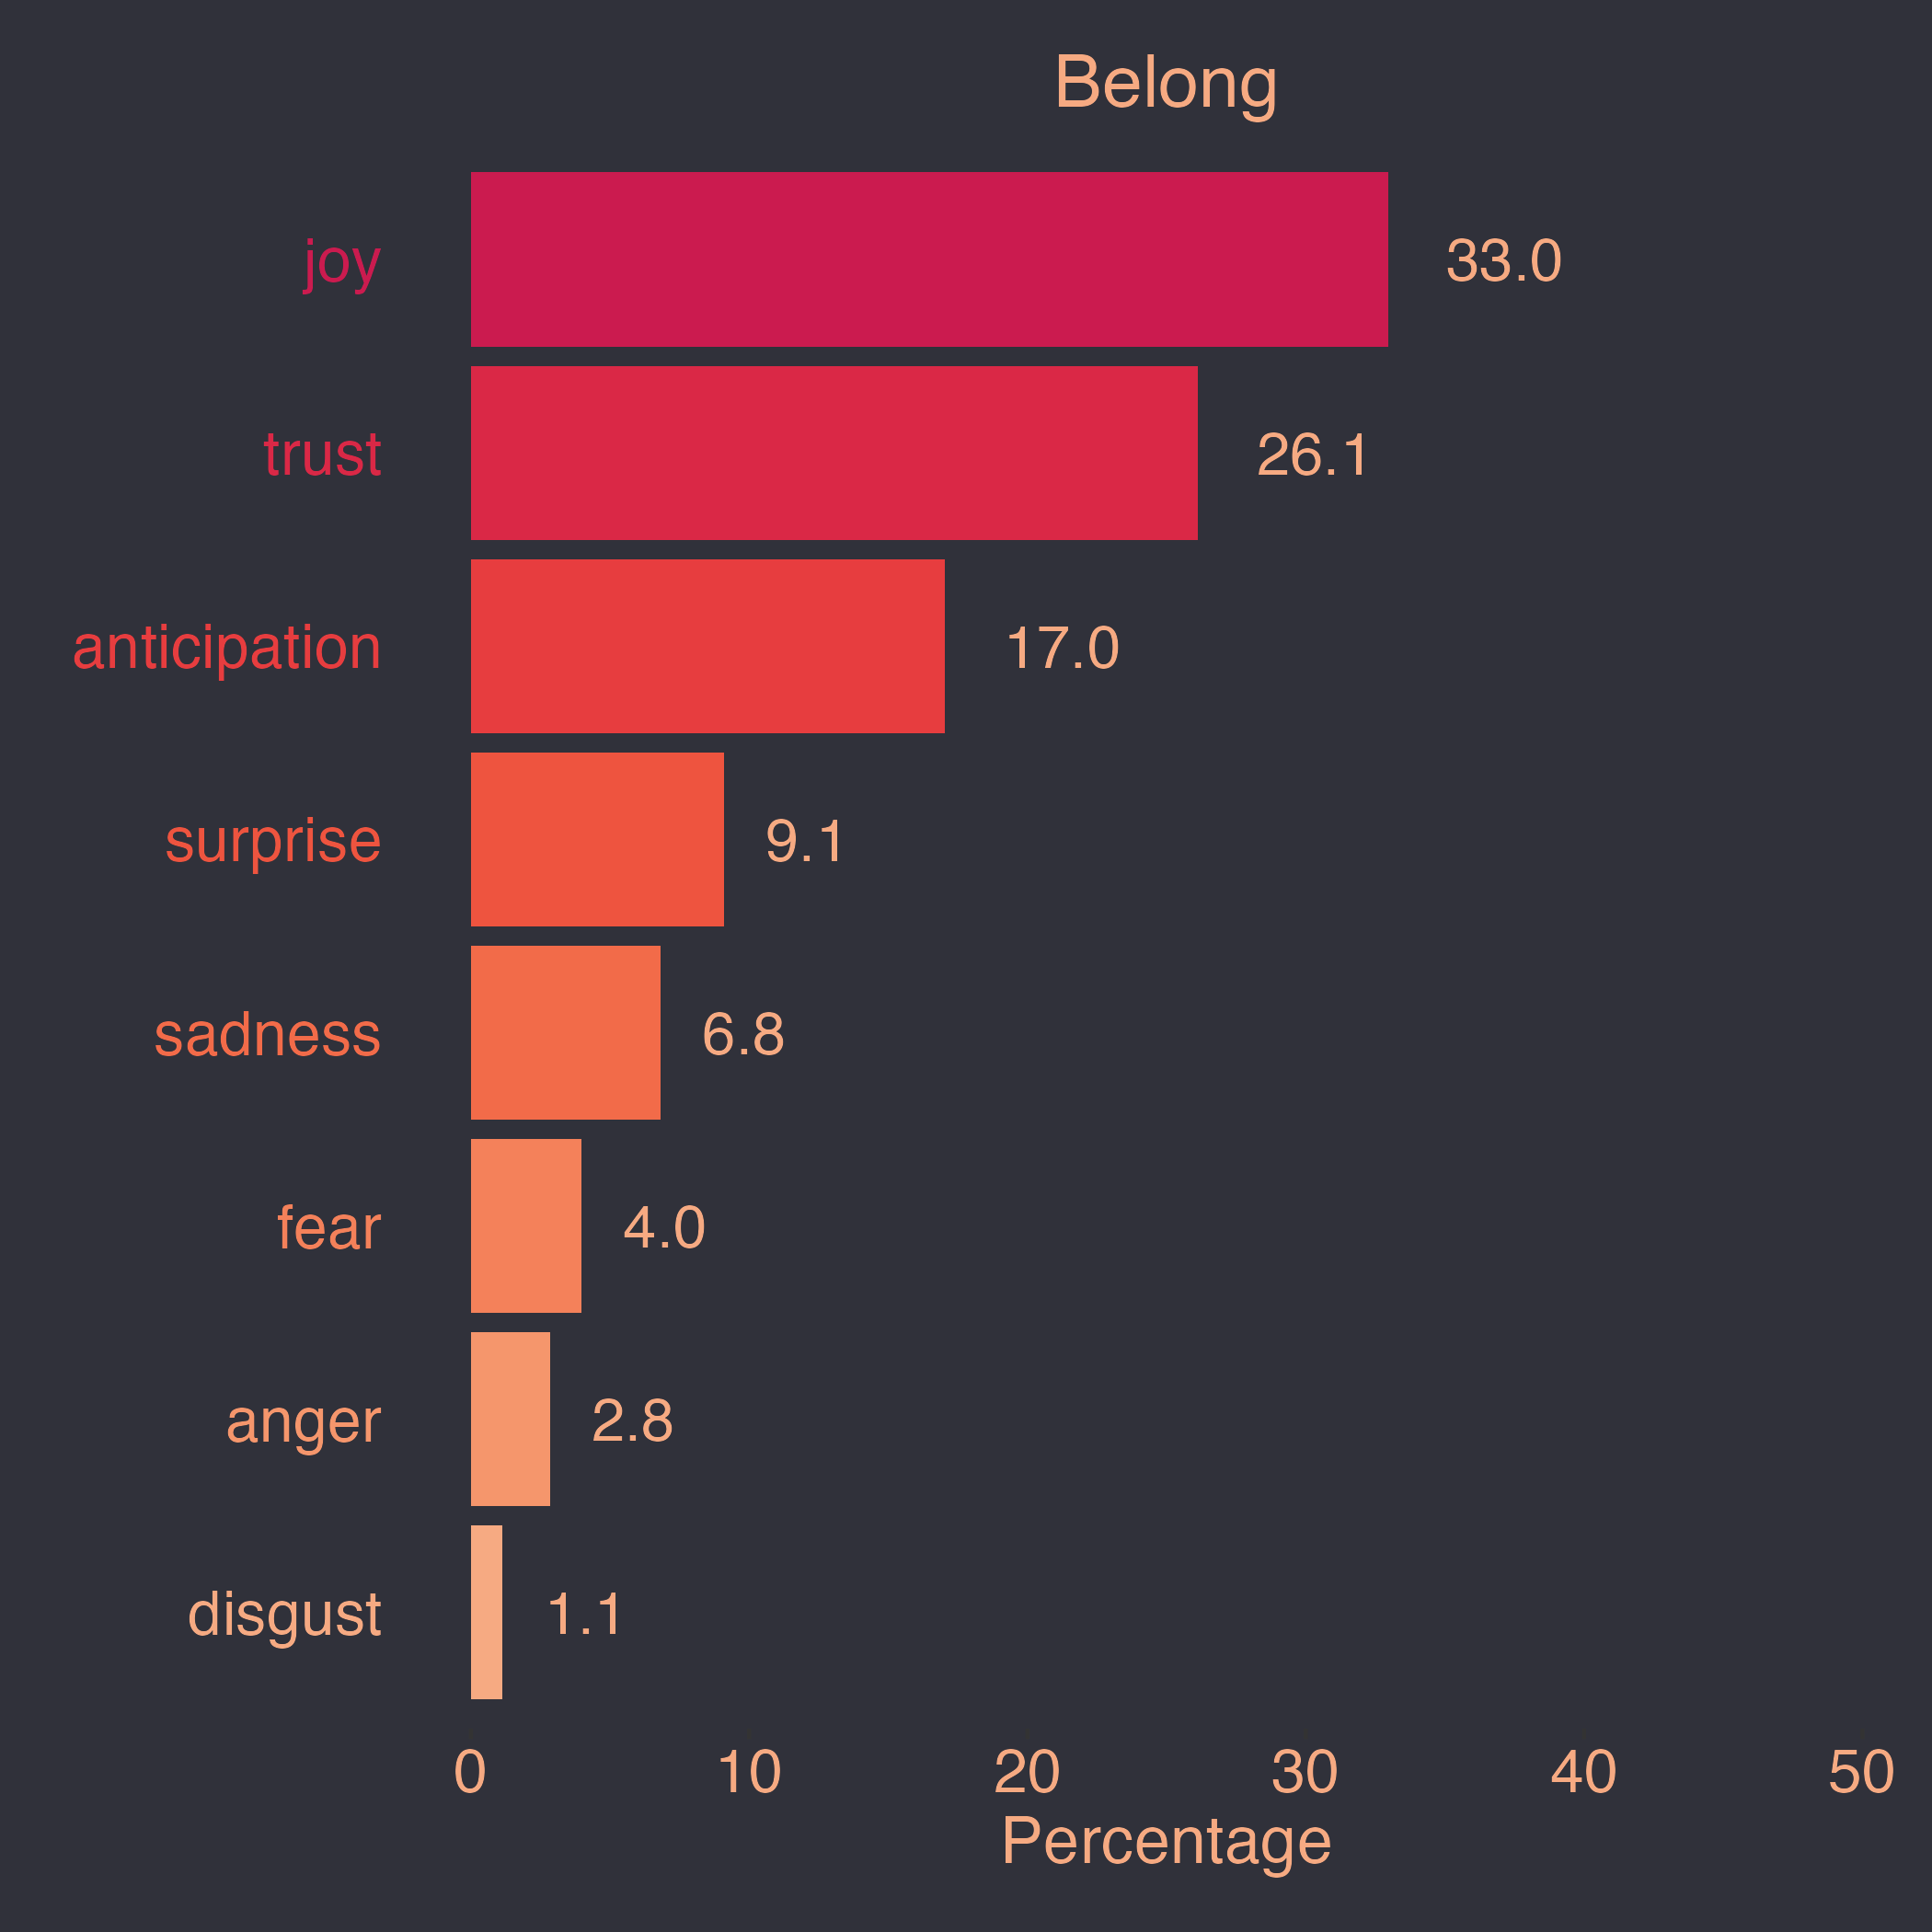 Belong
joy 33.0
trust 26.1
anticipation 17.0
surprise 9.1
sadness 6.8
fear 4.0
anger 2.8
disgust 1.1
0 10 20 30 40 50
Percentage